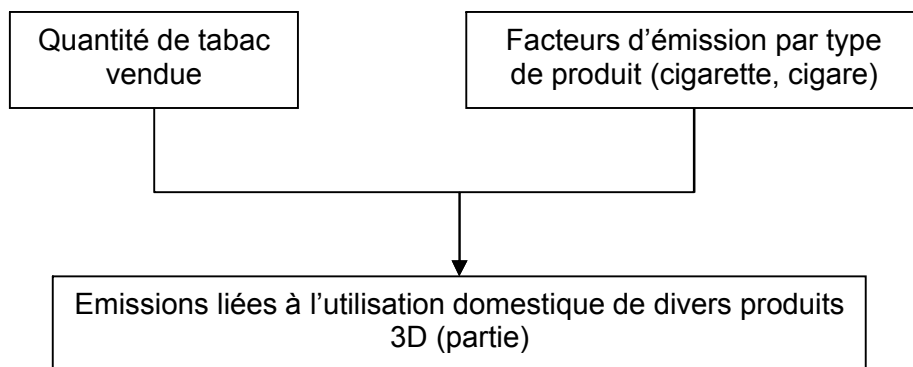 Quantité de tabac
vendue
Facteurs d’émission par type
de produit (cigarette, cigare)
Emissions liées à l’utilisation domestique de divers produits
3D (partie)